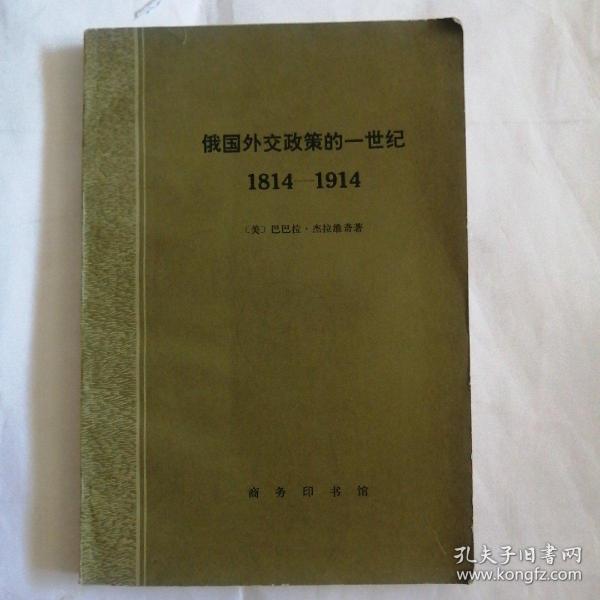 俄国外交政策的一世纪
1814—1914
〔美〕巴巴拉·杰拉维奇著
商务印书馆
孔夫子旧书网
www.kongfz.com